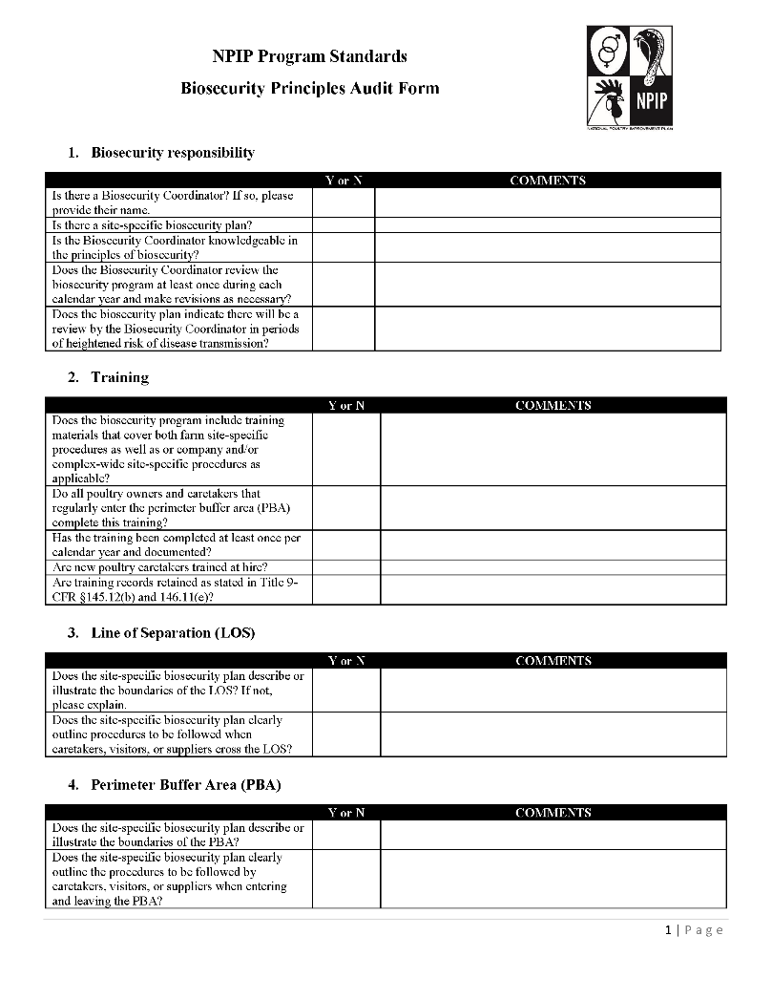 NPIP Program Standards
Biosecurity Principles Audit Form
NPIP
NATIONAL POULTRY IMPROVEMENT PLAN
1. Biosecurity responsibility
Y or N COMMENTS
Is there a Biosecurity Coordinator? If so, please
provide their name.
Is there a site-specific biosecurity plan?
Is the Biosecurity Coordinator knowledgeable in
the principles of biosecurity?
Does the Biosecurity Coordinator review the
biosecurity program at least once during each
calendar year and make revisions as necessary?
Does the biosecurity plan indicate there will be a
review by the Biosecurity Coordinator in periods
of heightened risk of disease transmission?
2. Training
Y or N COMMENTS
Does the biosecurity program include training
materials that cover both farm site-specific
procedures as well as or company and/or
complex-wide site-specific procedures as
applicable?
Do all poultry owners and caretakers that
regularly enter the perimeter buffer area (PBA)
complete this training?
Has the training been completed at least once per
calendar year and documented?
Are new poultry caretakers trained at hire?
Are training records retained as stated in Title 9-
CFR §145.12(b) and 146.11(e)?
3. Line of Separation (LOS)
Y or N COMMENTS
Does the site-specific biosecurity plan describe or
illustrate the boundaries of the LOS? If not,
please explain.
Does the site-specific biosecurity plan clearly
outline procedures to be followed when
caretakers, visitors, or suppliers cross the LOS?
4. Perimeter Buffer Area (PBA)
Y or N COMMENTS
Does the site-specific biosecurity plan describe or
illustrate the boundaries of the PBA?
Does the site-specific biosecurity plan clearly
outline the procedures to be followed by
caretakers, visitors, or suppliers when entering
and leaving the PBA?
1 | Page